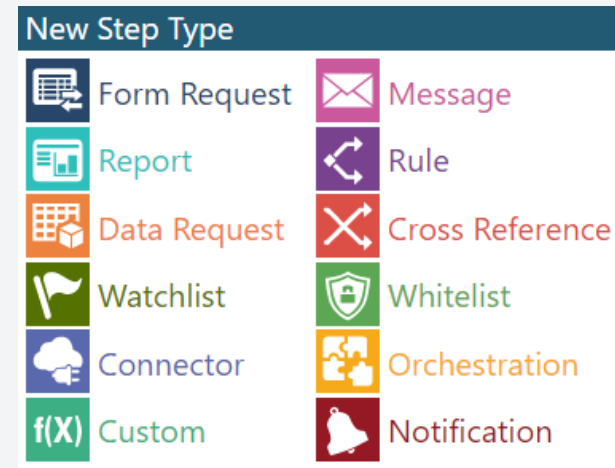 New Step Type
Form Request
Message
Report
Rule
Data Request
Cross Reference
Watchlist
Whitelist
Connector
Orchestration
f(X) Custom
Notification